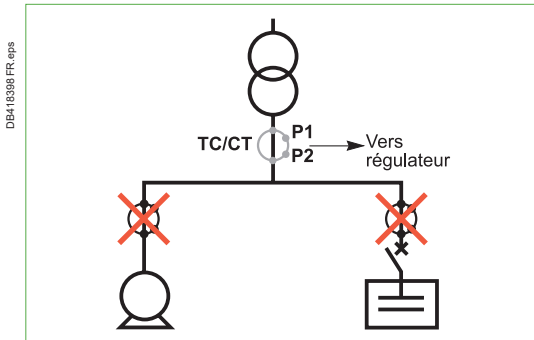 DB418398 FR.eps
TC/CT
P1
P2
Vers
régulateur